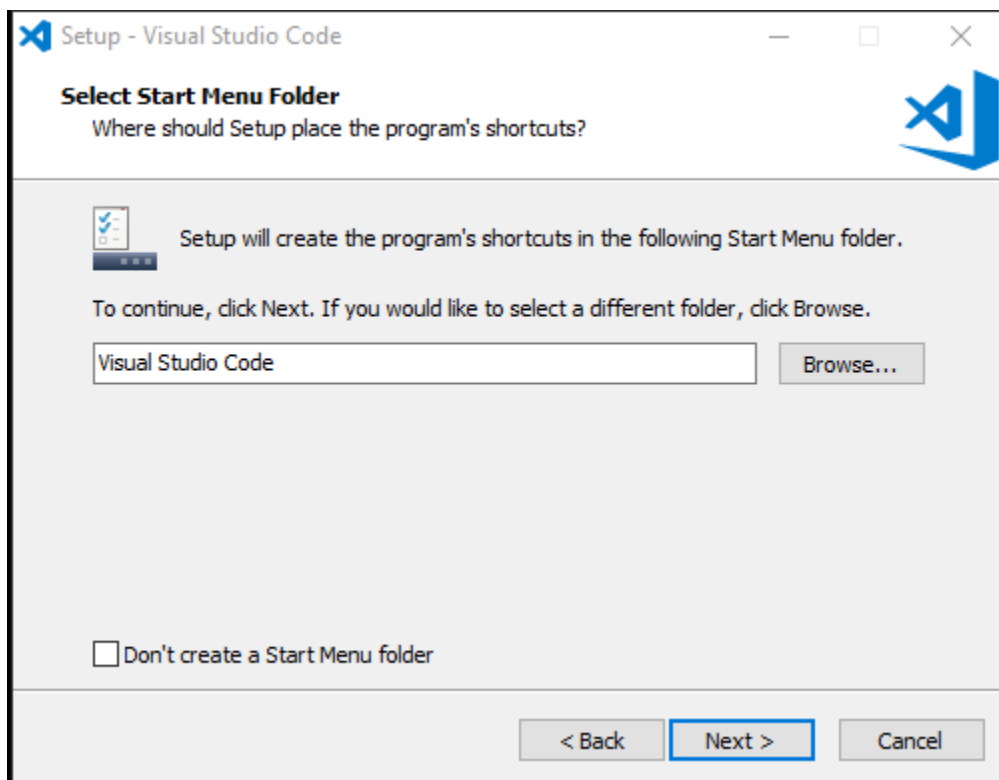 Setup - Visual Studio Code
Select Start Menu Folder
Where should Setup place the program's shortcuts?
Setup will create the program's shortcuts in the following Start Menu folder.
To continue, click Next. If you would like to select a different folder, click Browse.
Visual Studio Code
Browse...
Don't create a Start Menu folder
< Back
Next >
Cancel